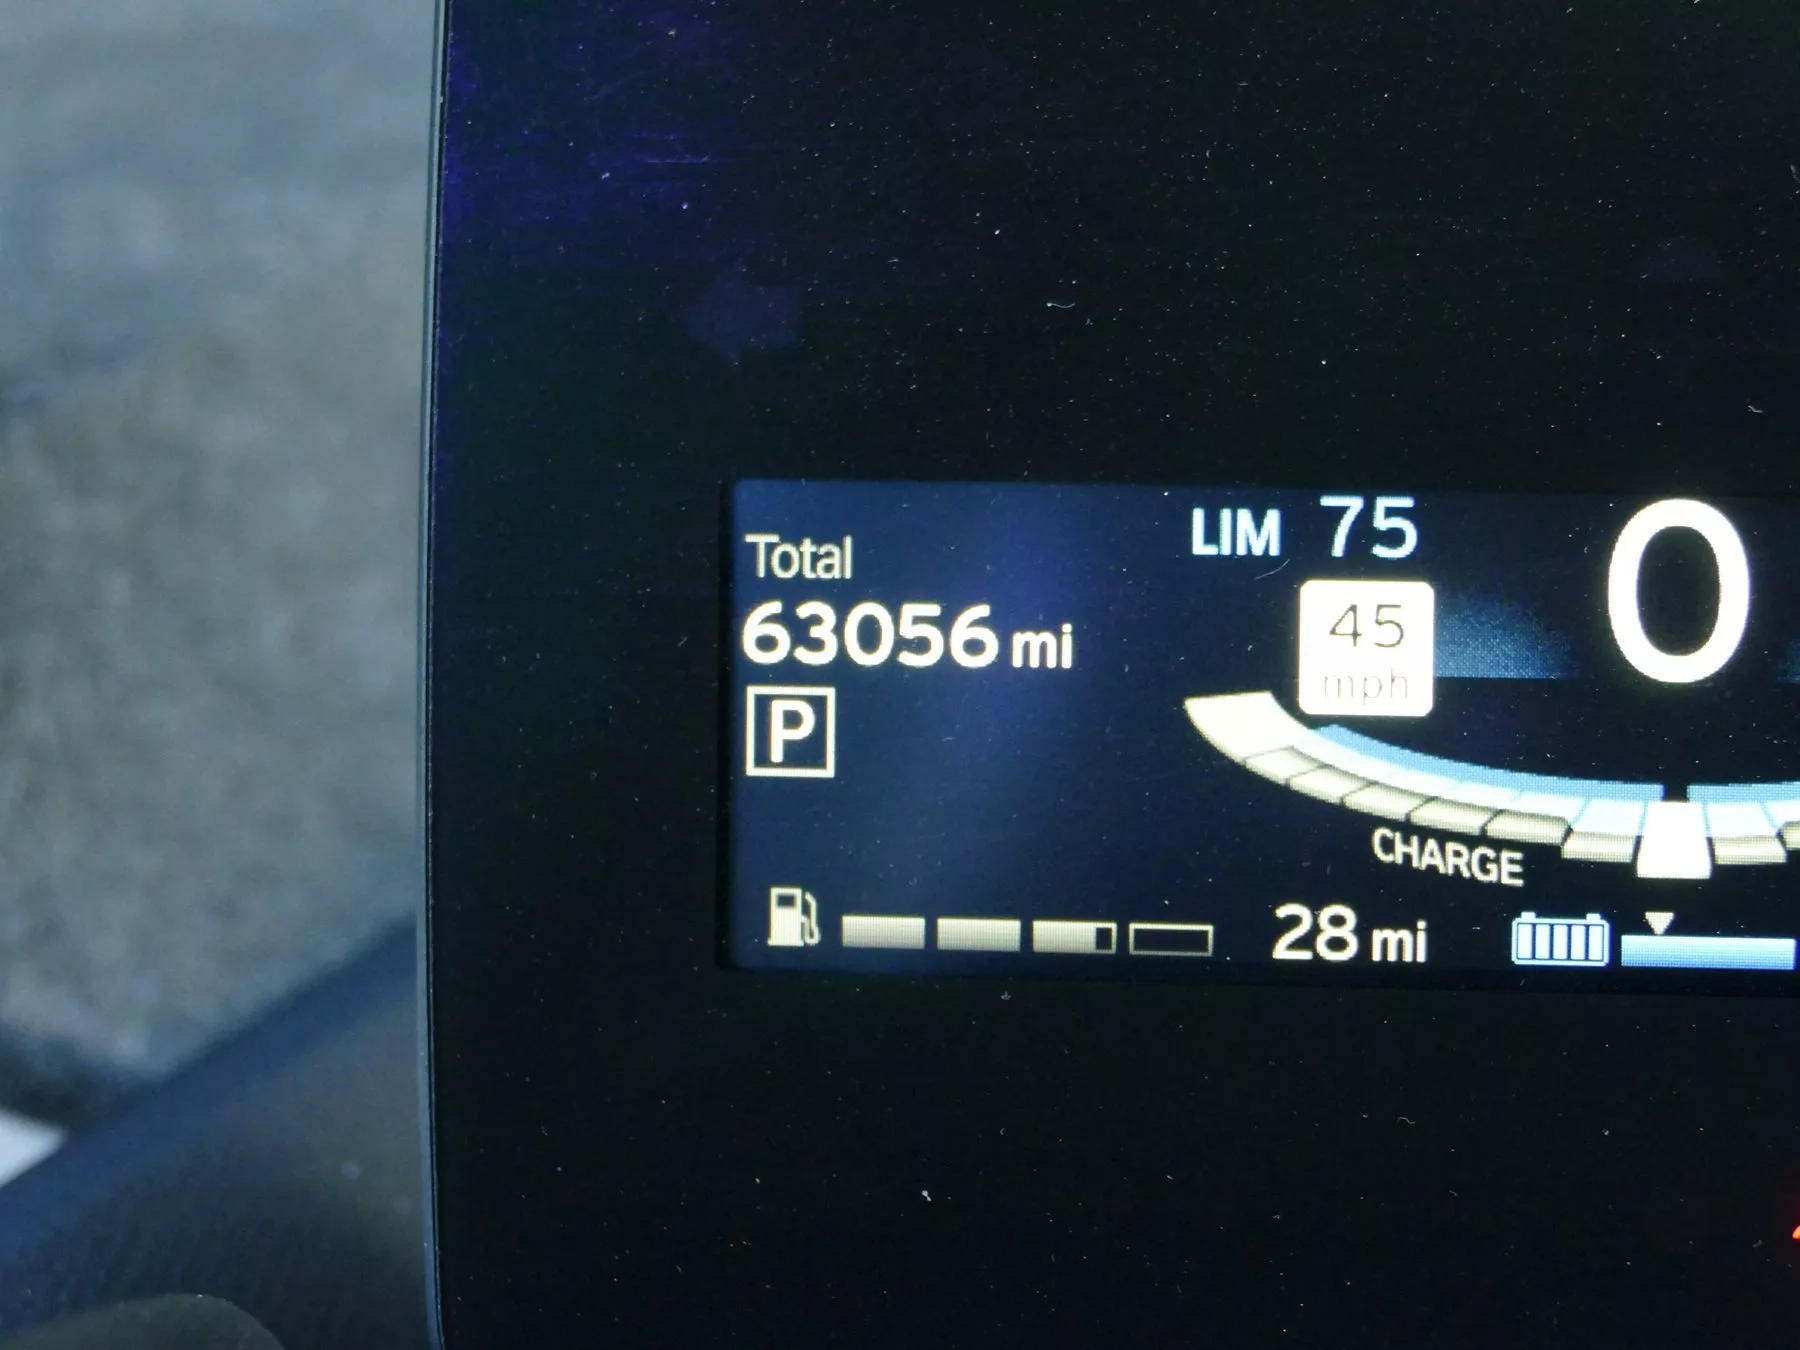 LIM 75
0
Total
45
63056 mi
mph
P
CHARGE
28 mi